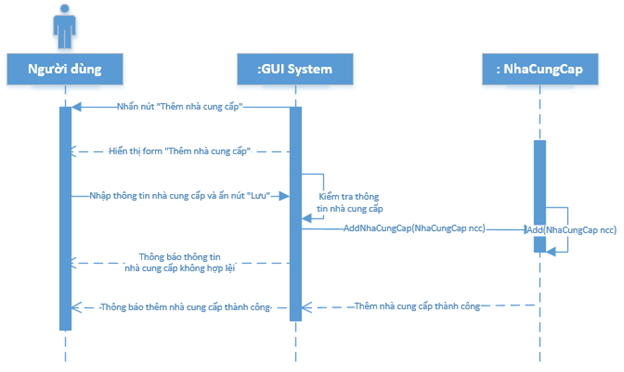 Người dùng
:GUI System
: NhaCungCap
Nhấn nút "Thêm nhà cung cấp"
Hiển thị form "Thêm nhà cung cấp"
Nhập thông tin nhà cung cấp và ấn nút "Lưu"
Kiểm tra thông
tin nhà cung cấp
AddNhaCungCap(NhaCungCap ncc)
Add(NhaCungCap ncc)
Thông báo thông tin
nhà cung cấp không hợp lệi
Thông báo thêm nhà cung cấp thành công
Thêm nhà cung cấp thành công